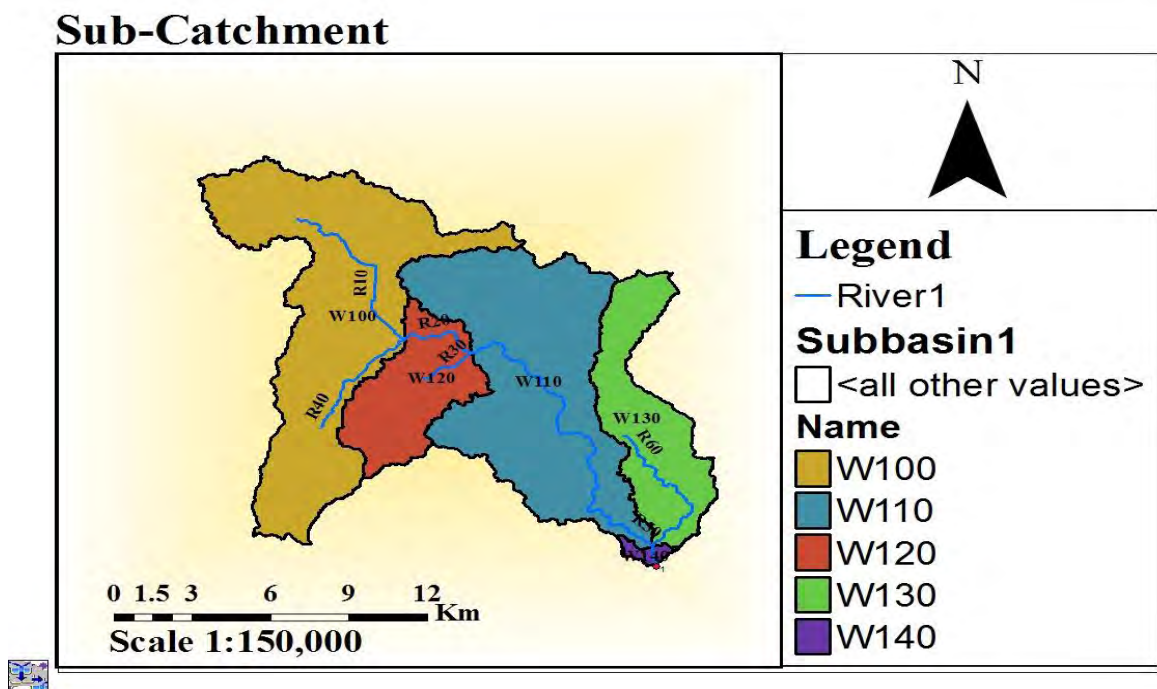 Sub-Catchment
N
R10
W100
R20
R30
W120
R40
W110
W130
R60
R50
0 1.5 3 6 9 12
Km
Scale 1:150,000
Legend
River1
Subbasin1
<all other values>
Name
W100
W110
W120
W130
W140